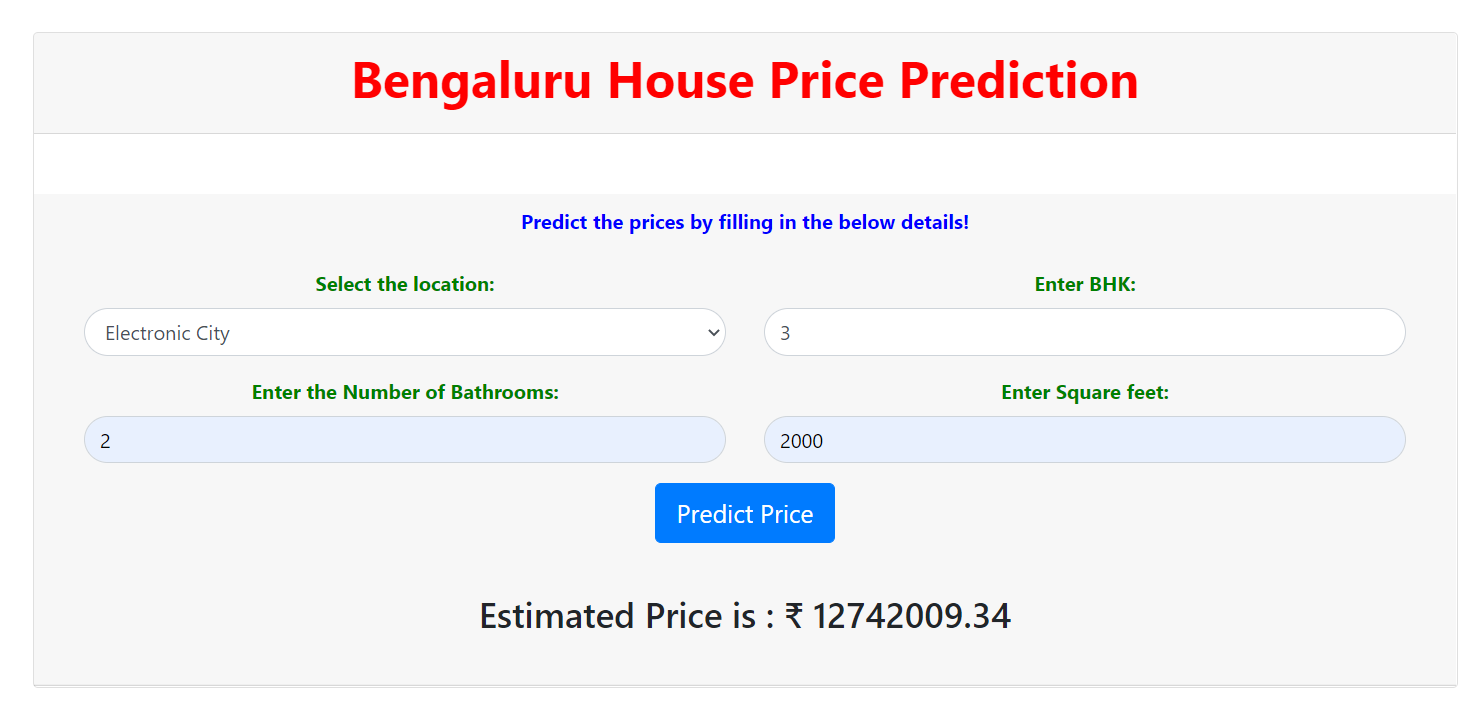 Bengaluru House Price Prediction
Predict the prices by filling in the below details!
Select the location:
Electronic City
Enter BHK:
3
Enter the Number of Bathrooms:
2
Enter Square feet:
2000
Predict Price
Estimated Price is : ₹ 12742009.34